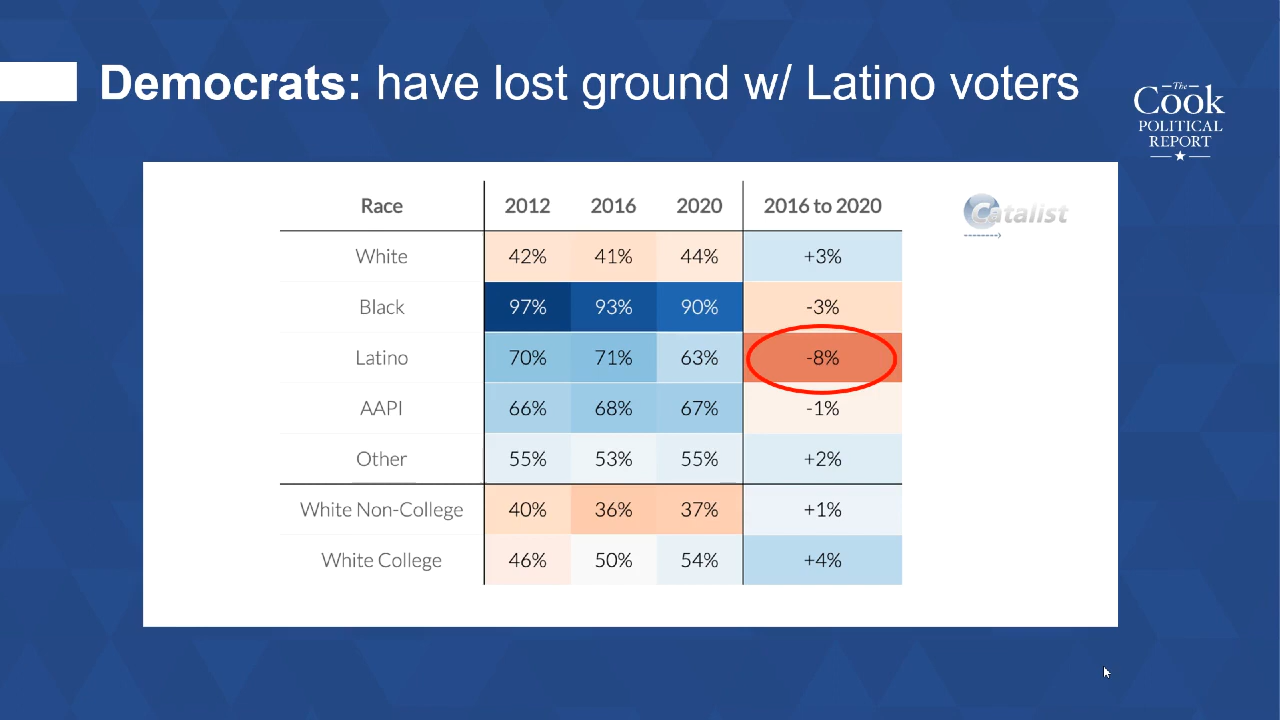 Democrats: have lost ground w/ Latino voters
The
Cook
POLITICAL
REPORT
Race 2012 2016 2020 2016 to 2020
Catalist
White 42% 41% 44% +3%
Black 97% 93% 90% -3%
Latino 70% 71% 63% -8%
AAPI 66% 68% 67% -1%
Other 55% 53% 55% +2%
White Non-College 40% 36% 37% +1%
White College 46% 50% 54% +4%